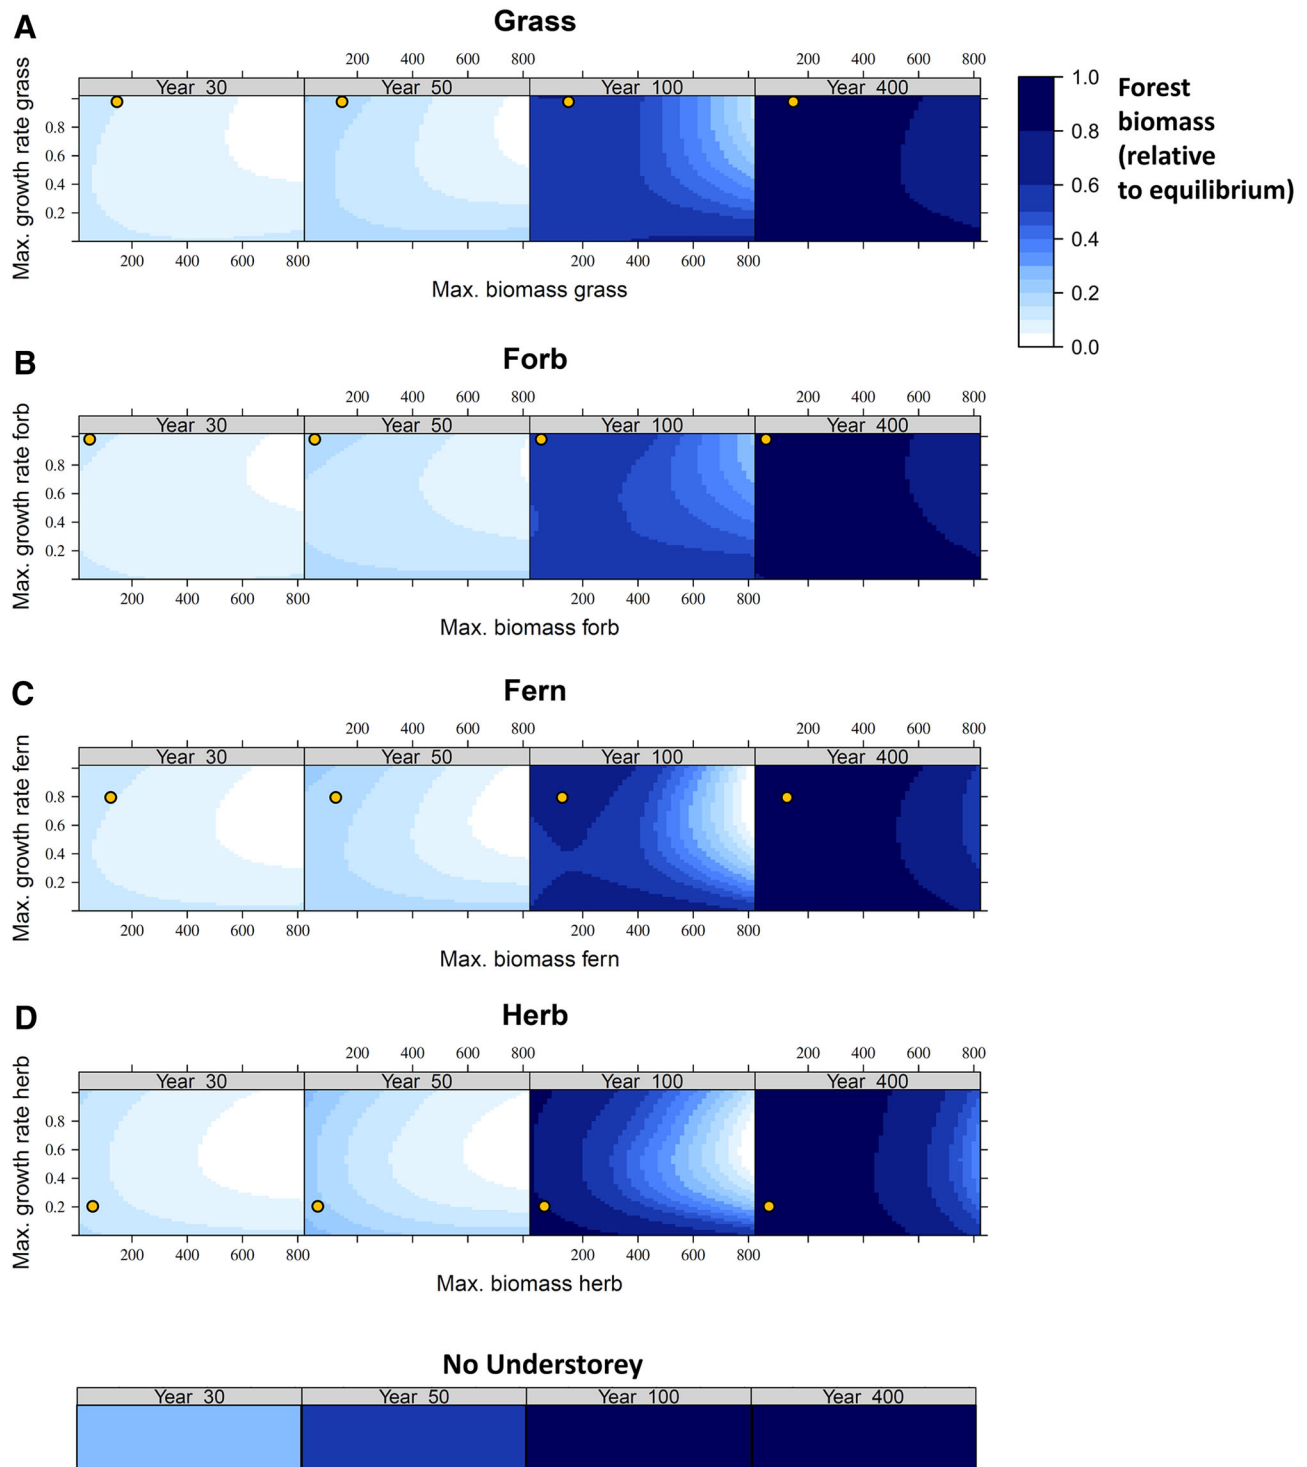 A
Grass
200 400 600 800 200 400 600 800
Year 30 Year 50 Year 100 Year 400
Max. growth rate grass
0.8
0.6
0.4
0.2
200 400 600 800 200 400 600 800
Max. biomass grass
1.0
0.8
0.6
0.4
0.2
0.0
Forest
biomass
(relative
to equilibrium)
B
Forb
200 400 600 800 200 400 600 800
Year 30 Year 50 Year 100 Year 400
Max. growth rate forb
0.8
0.6
0.4
0.2
200 400 600 800 200 400 600 800
Max. biomass forb
C
Fern
200 400 600 800 200 400 600 800
Year 30 Year 50 Year 100 Year 400
Max. growth rate fern
0.8
0.6
0.4
0.2
200 400 600 800 200 400 600 800
Max. biomass fern
D
Herb
200 400 600 800 200 400 600 800
Year 30 Year 50 Year 100 Year 400
Max. growth rate herb
0.8
0.6
0.4
0.2
200 400 600 800 200 400 600 800
Max. biomass herb
No Understorey
Year 30 Year 50 Year 100 Year 400